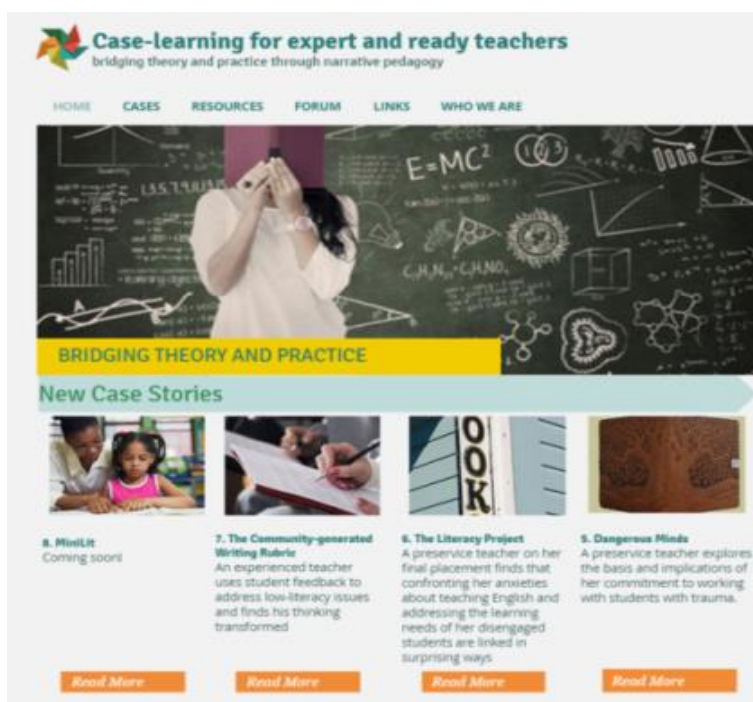 Case-learning for expert and ready teachers
bridging theory and practice through narrative pedagogy
HOME CASES RESOURCES FORUM LINKS WHO WE ARE
E=MC²
BRIDGING THEORY AND PRACTICE
New Case Stories
8. MiniLit
Coming soon!
Read More
7. The Community-generated
Writing Rubric
An experienced teacher
uses student feedback to
address low-literacy issues
and finds his thinking
transformed
Read More
OOK
6. The Literacy Project
A preservice teacher on her
final placement finds that
confronting her anxieties
about teaching English and
addressing the learning
needs of her disengaged
students are linked in
surprising ways
Read More
5. Dangerous Minds
A preservice teacher explores
the basis and implications of
her commitment to working
with students with trauma.
Read More